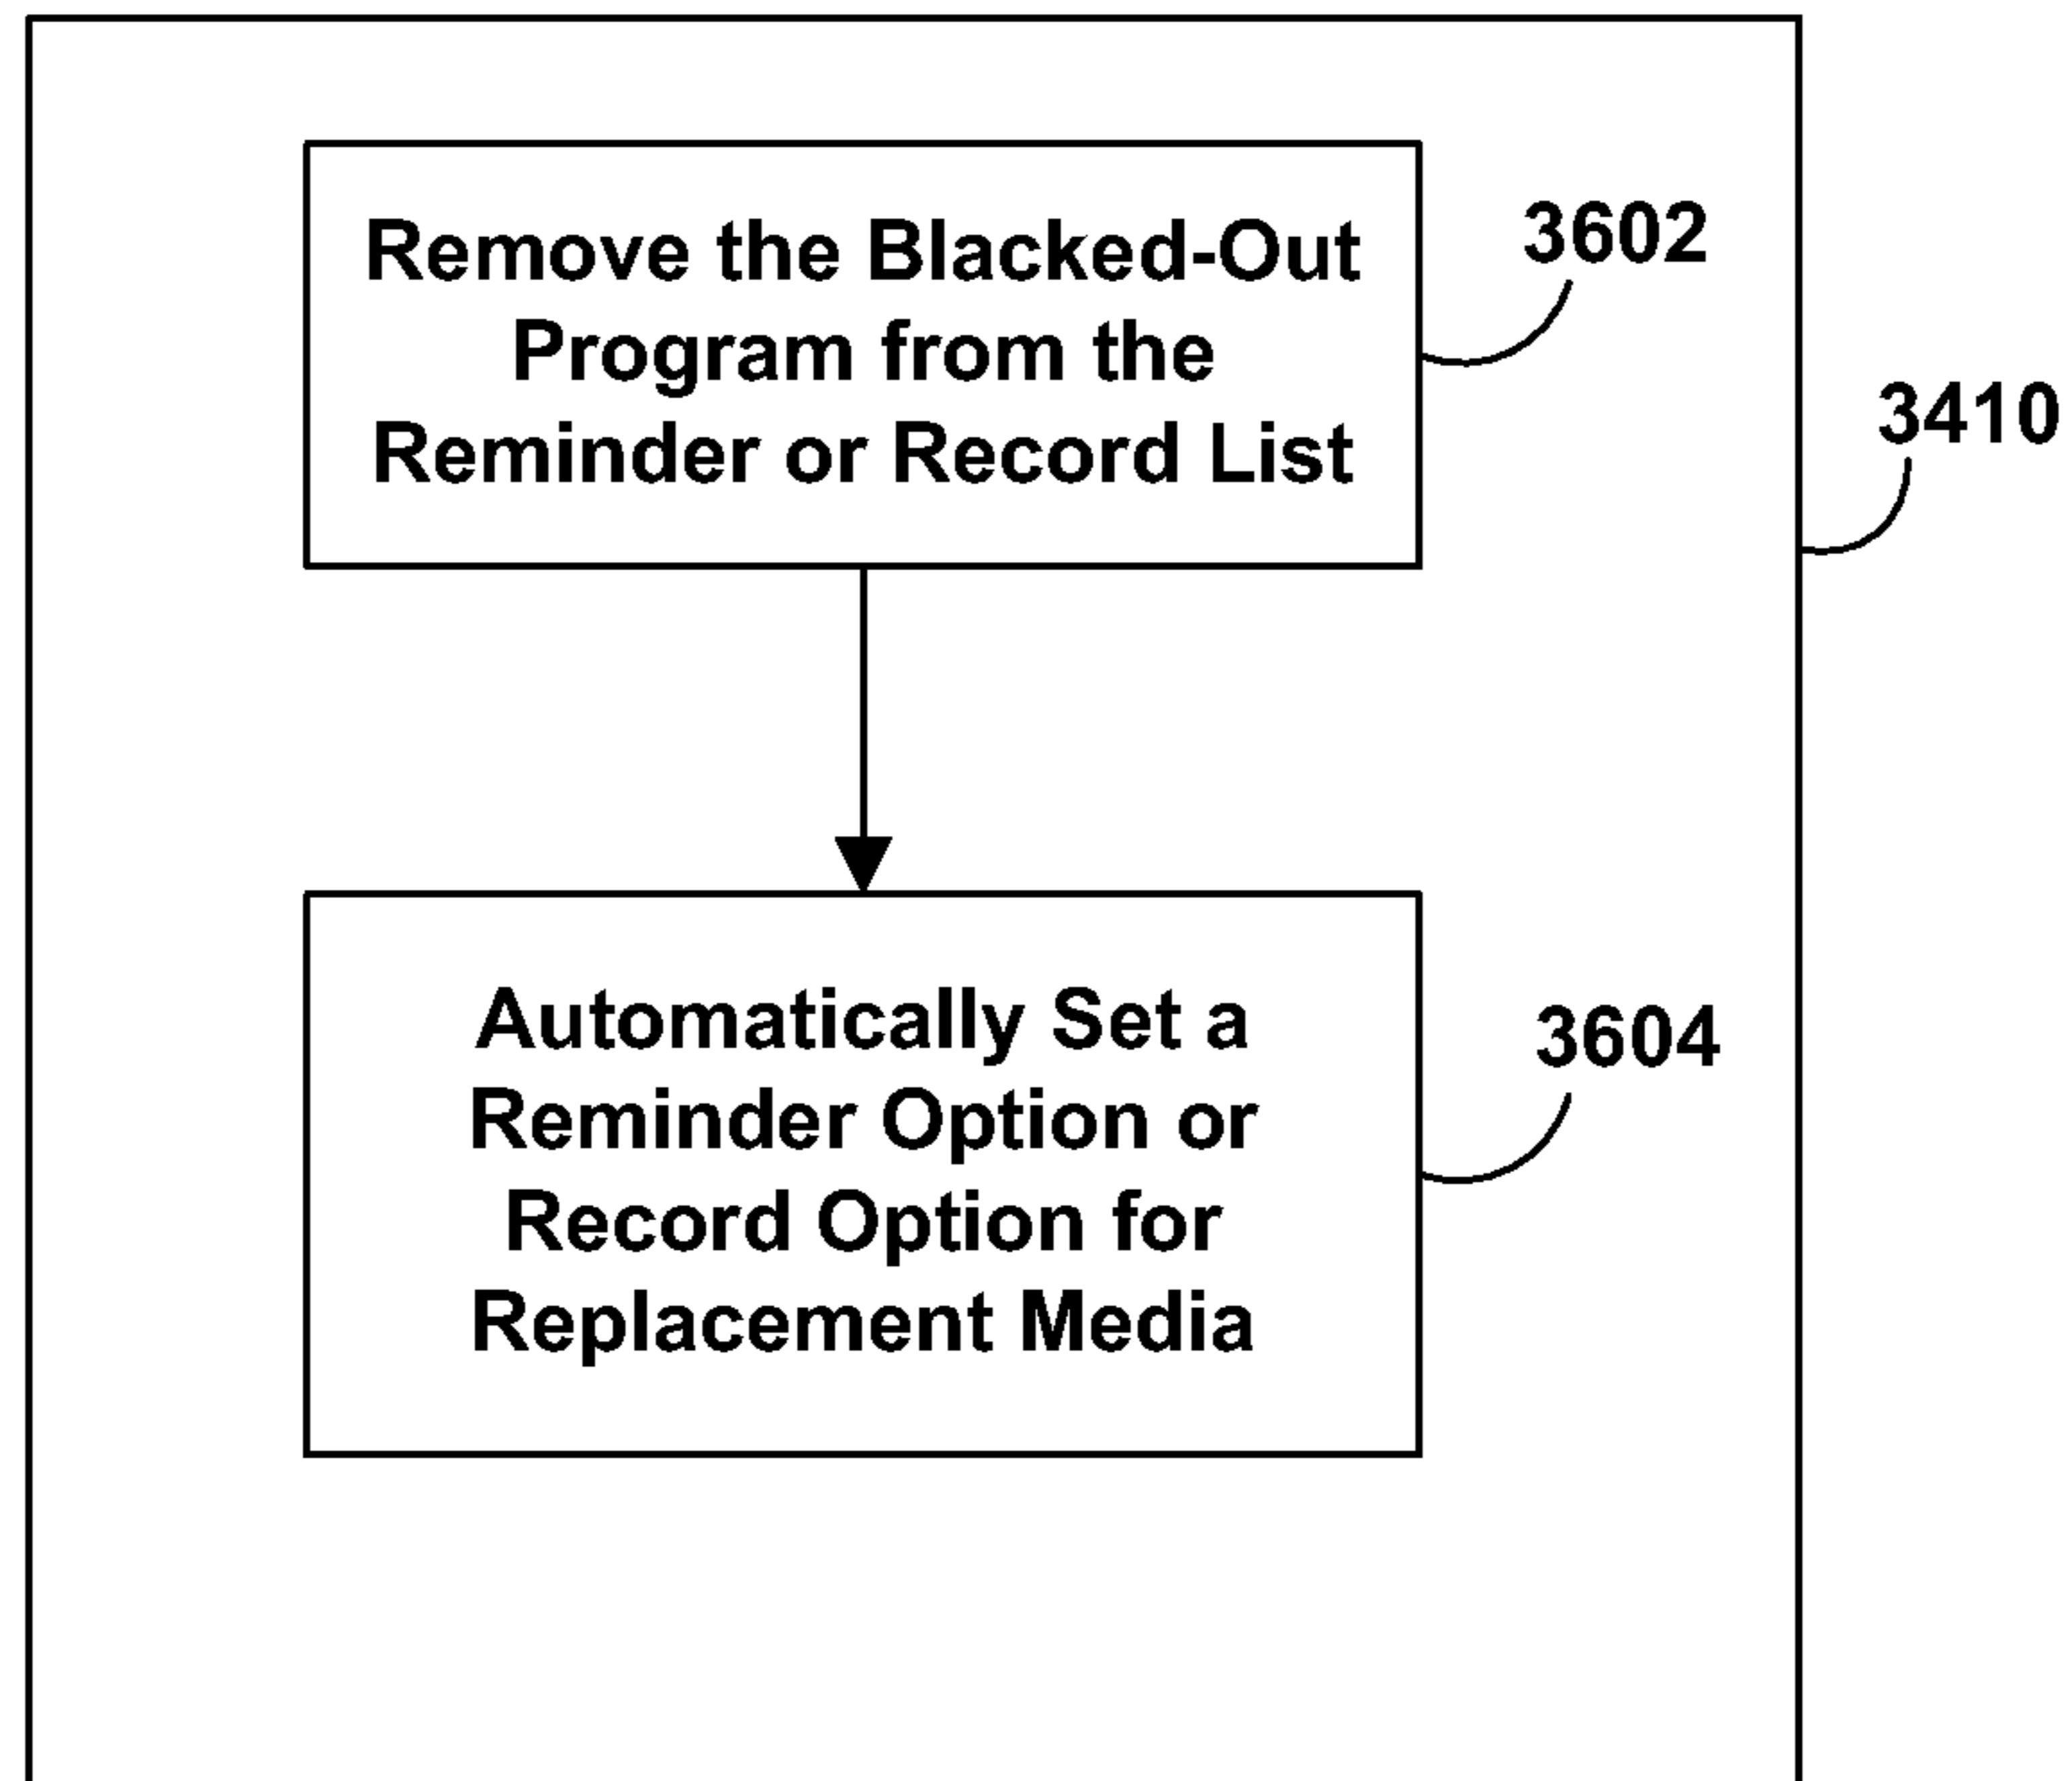 Remove the Blacked-Out
Program from the
Reminder or Record List
3602
3410
Automatically Set a
Reminder Option or
Record Option for
Replacement Media
3604